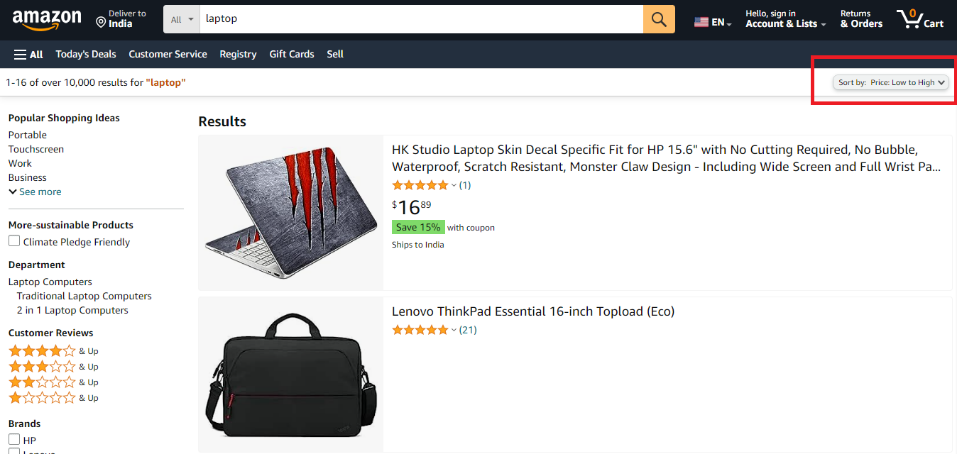 amazon
Deliver to
India
All
laptop
EN
Hello, sign in
Account & Lists
Returns
& Orders
0
Cart
All
Today's Deals
Customer Service
Registry
Gift Cards
Sell
1-16 of over 10,000 results for "laptop"
Sort by: Price: Low to High
Popular Shopping Ideas
Portable
Touchscreen
Work
Business
See more
More-sustainable Products
Climate Pledge Friendly
Department
Laptop Computers
Traditional Laptop Computers
2 in 1 Laptop Computers
Customer Reviews
& Up
& Up
& Up
& Up
Brands
HP
Lenovo
Results
HK Studio Laptop Skin Decal Specific Fit for HP 15.6" with No Cutting Required, No Bubble,
Waterproof, Scratch Resistant, Monster Claw Design - Including Wide Screen and Full Wrist Pa...
(1)
$1689
Save 15% with coupon
Ships to India
Lenovo ThinkPad Essential 16-inch Topload (Eco)
(21)